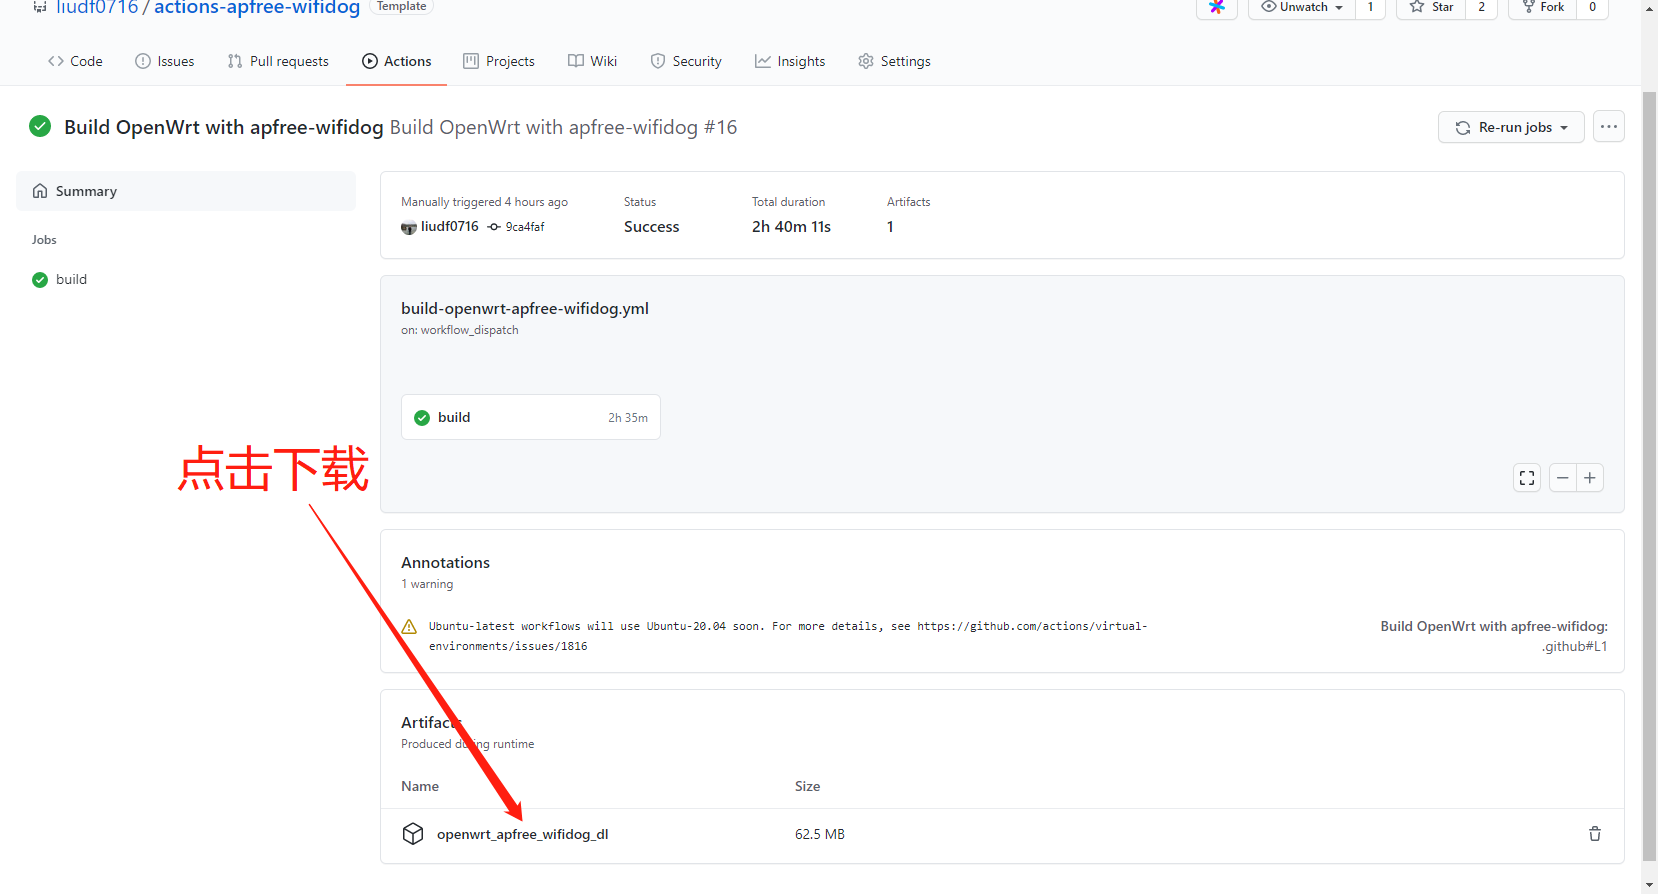 liudf0716 / actions-apfree-wifidog Template
Unwatch 1 Star 2 Fork 0
Code Issues Pull requests Actions Projects Wiki Security Insights Settings
Build OpenWrt with apfree-wifidog Build OpenWrt with apfree-wifidog #16
Re-run jobs
Summary
Jobs
build
Manually triggered 4 hours ago Status Total duration Artifacts
liudf0716 9ca4faf Success 2h 40m 11s 1
build-openwrt-apfree-wifidog.yml
on: workflow_dispatch
build 2h 35m
点击下载
Annotations
1 warning
Ubuntu-latest workflows will use Ubuntu-20.04 soon. For more details, see https://github.com/actions/virtual-
environments/issues/1816
Build OpenWrt with apfree-wifidog:
.github#L1
Artifacts
Produced during runtime
Name Size
openwrt_apfree_wifidog_dl 62.5 MB